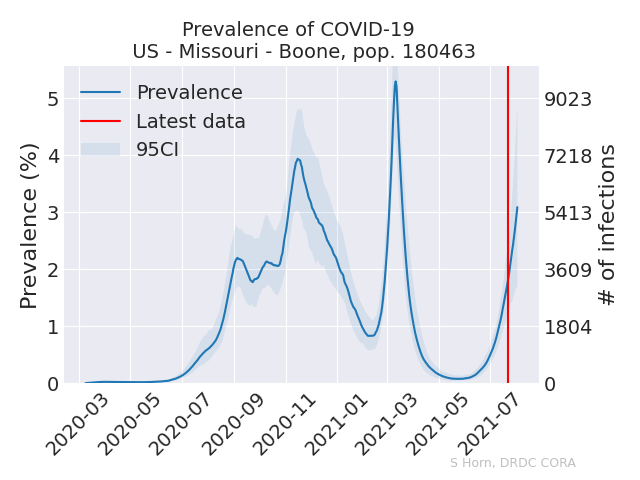 Prevalence of COVID-19
US - Missouri - Boone, pop. 180463
Prevalence
Latest data
95CI
Prevalence (%)
5
4
3
2
1
0
9023
7218
5413
3609
1804
0
# of infections
2020-03
2020-05
2020-07
2020-09
2020-11
2021-01
2021-03
2021-05
2021-07
S Horn, DRDC CORA